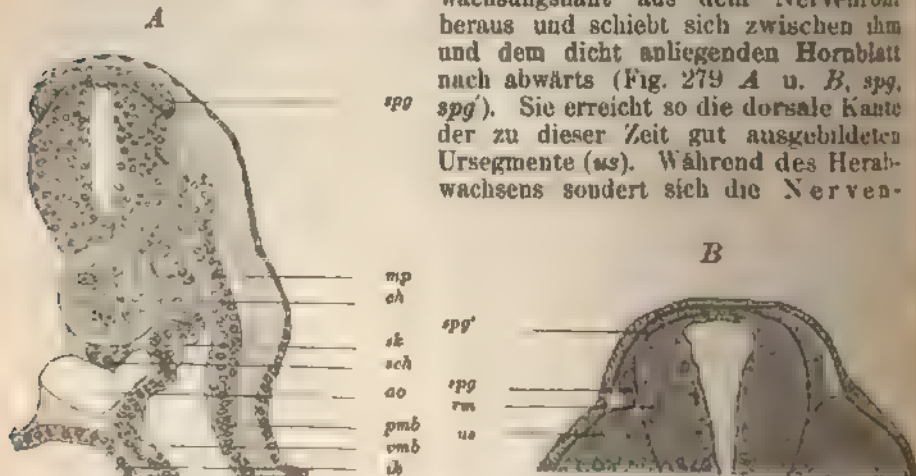 wachsungsnaht aus dem Nervenrohr
heraus und schiebt sich zwischen ihm
und dem dicht anliegenden Hornblatt
nach abwärts (Fig. 279 A u. B, spg,
spg'). Sie erreicht so die dorsale Kante
der zu dieser Zeit gut ausgebildeten
Ursegmente (us). Während des Herab-
wachsens sondert sich die Nerven-
A
spg
mp
ch
sk
sch
ao
pmb
vmb
ih
B
spg'
spg
rm
us